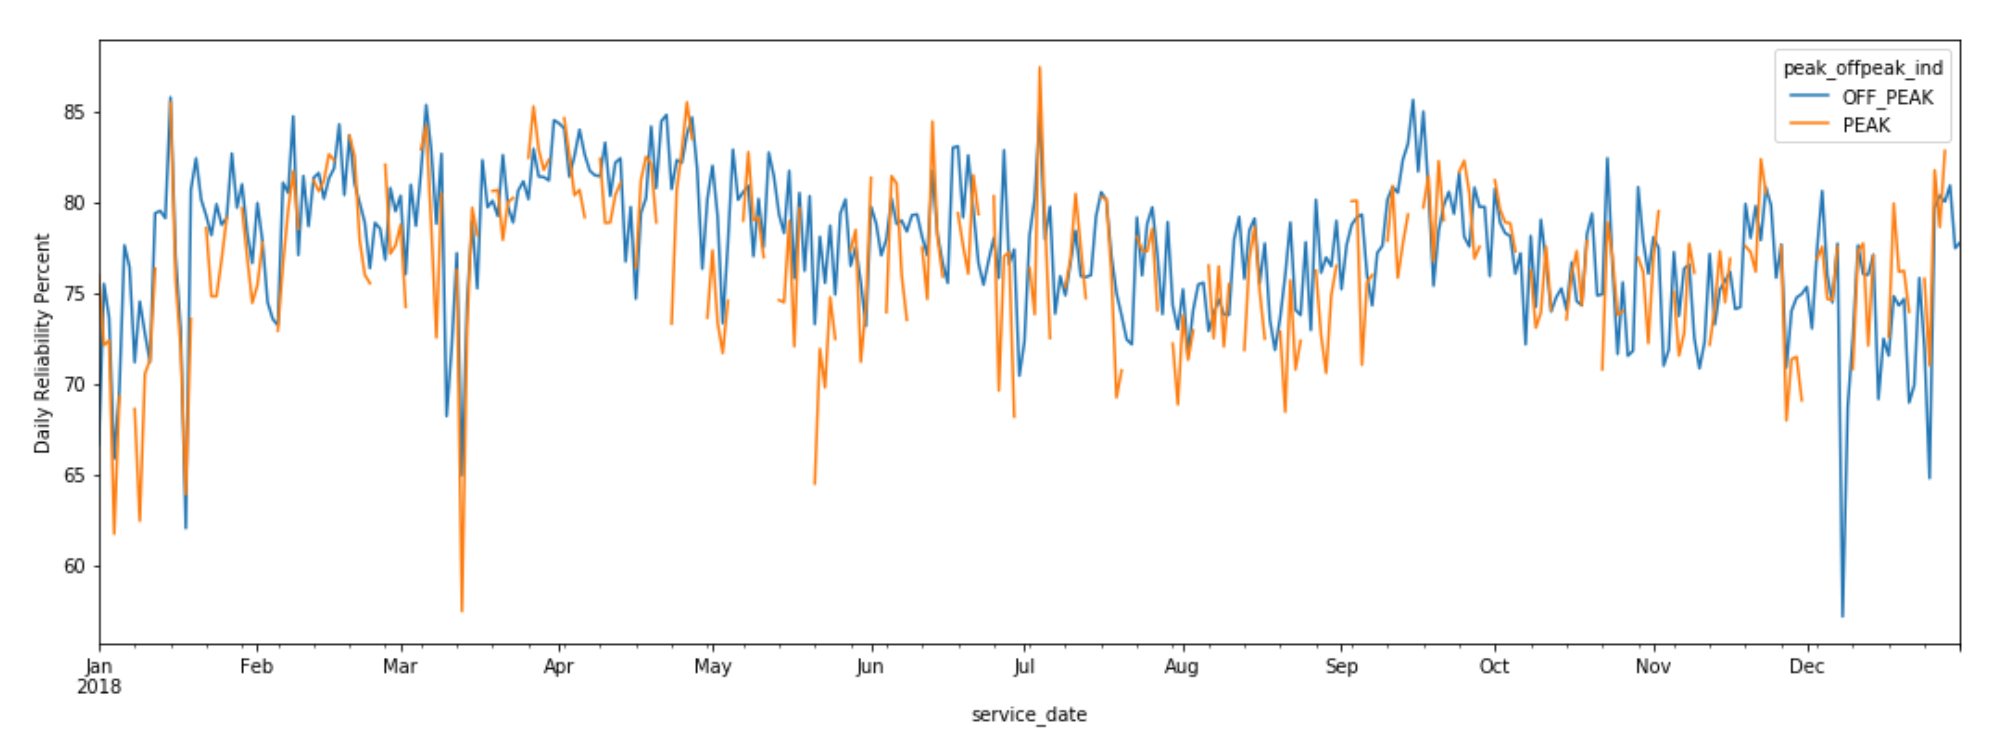 peak_offpeak_ind
OFF_PEAK
PEAK
Daily Reliability Percent
85
80
75
70
65
60
Jan Feb Mar Apr May Jun Jul Aug Sep Oct Nov Dec
2018
service_date